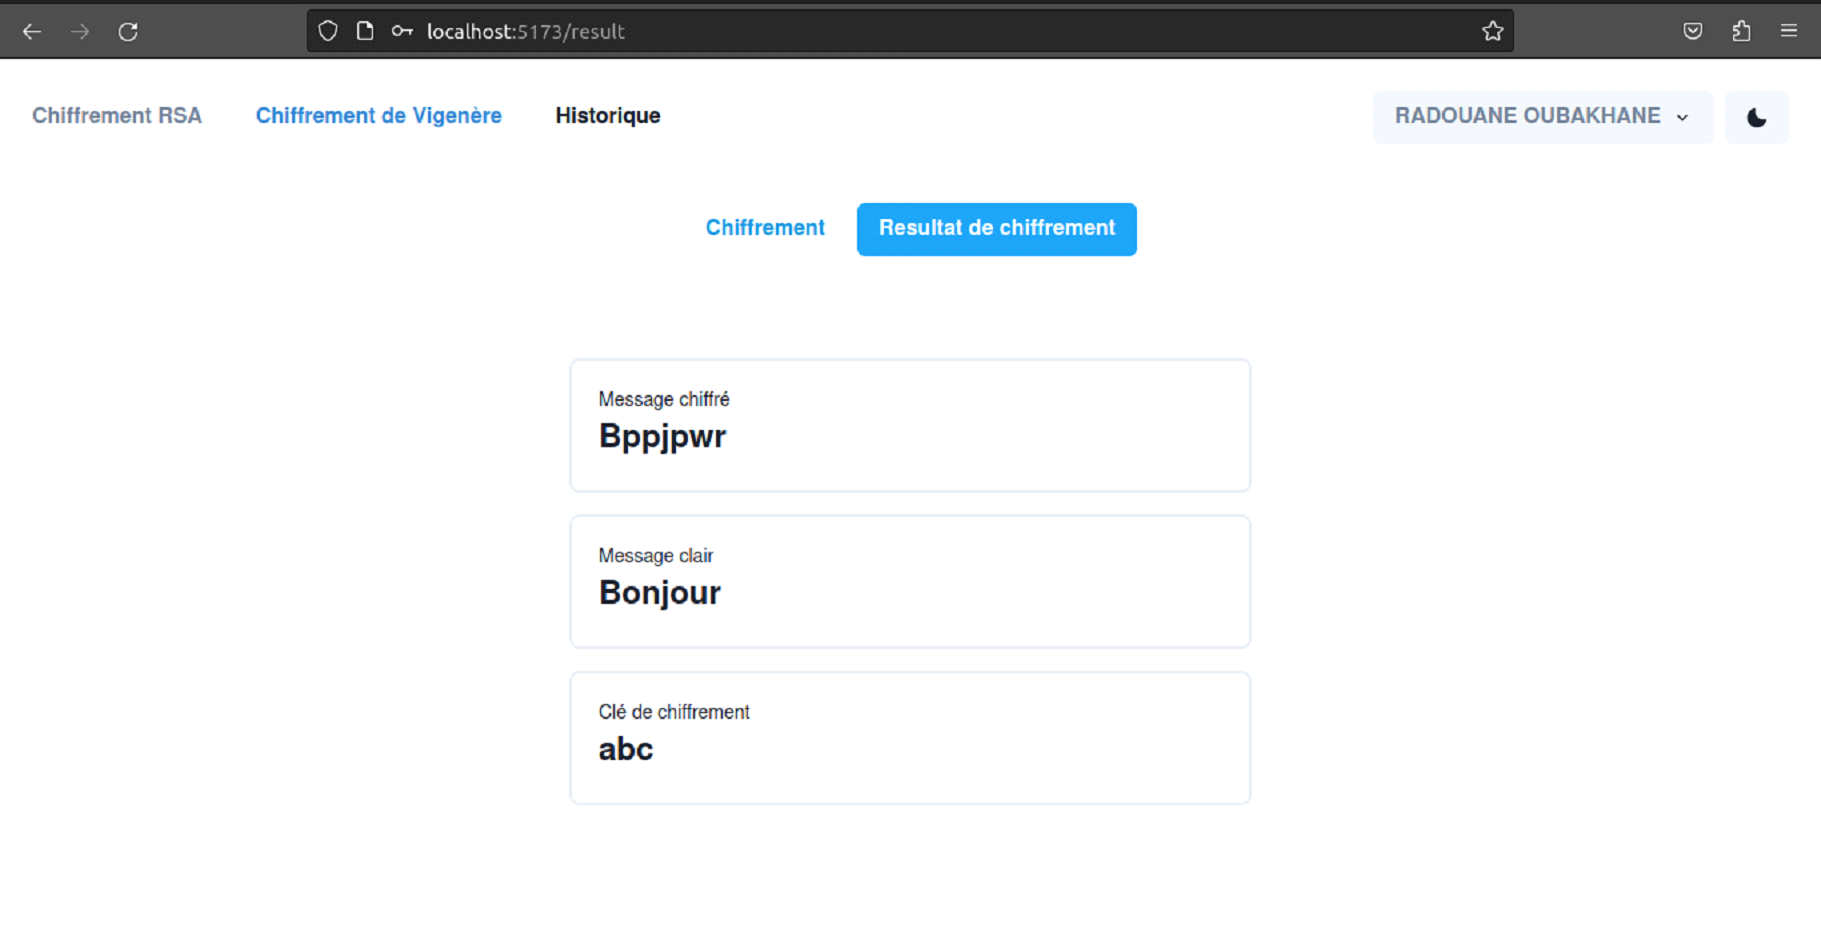 localhost:5173/result
Chiffrement RSA Chiffrement de Vigenère Historique RADOUANE OUBAKHANE
Chiffrement Resultat de chiffrement
Message chiffré
Bppjpwr
Message clair
Bonjour
Clé de chiffrement
abc